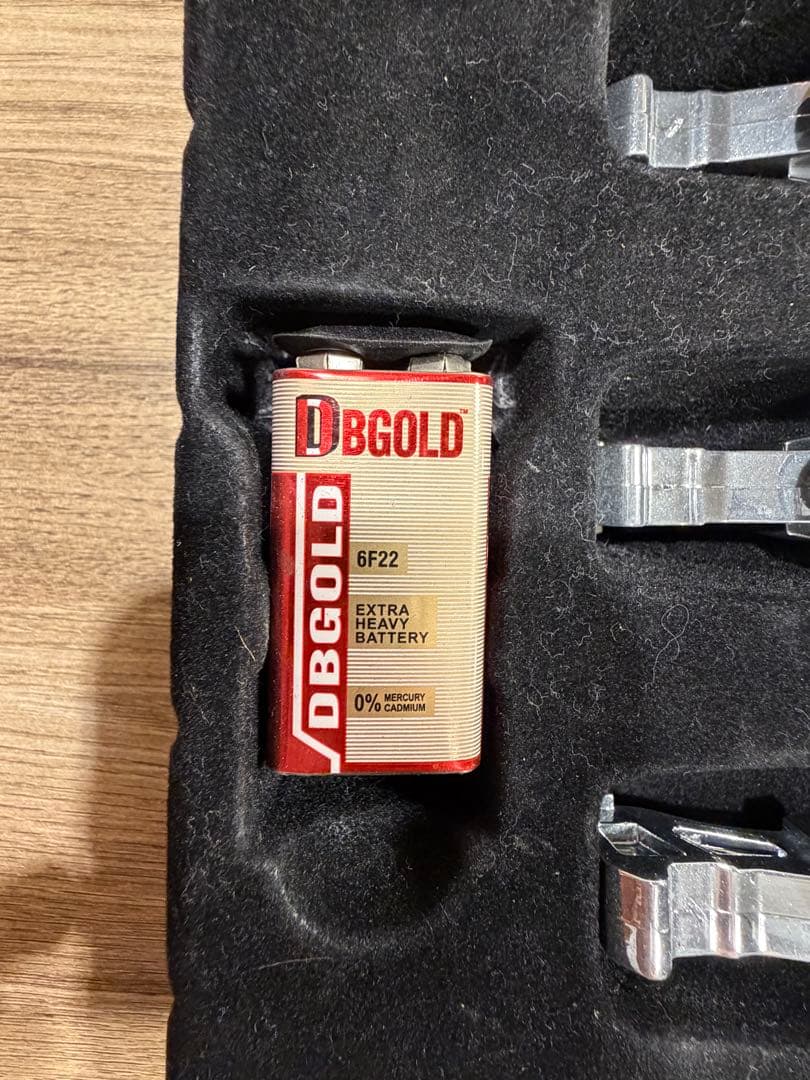 DBGOLD™
DBGOLD
6F22
EXTRA
HEAVY
BATTERY
0% MERCURY
CADMIUM